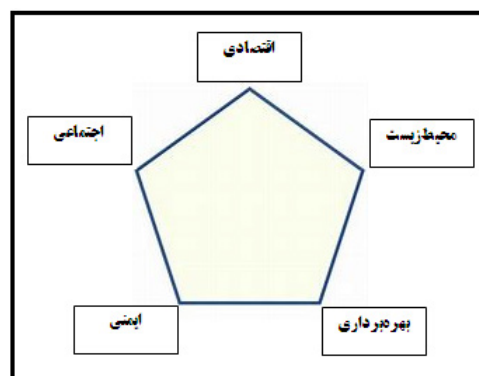 اقتصادی
محیط‌زیست
اجتماعی
بهره‌برداری
ایمنی